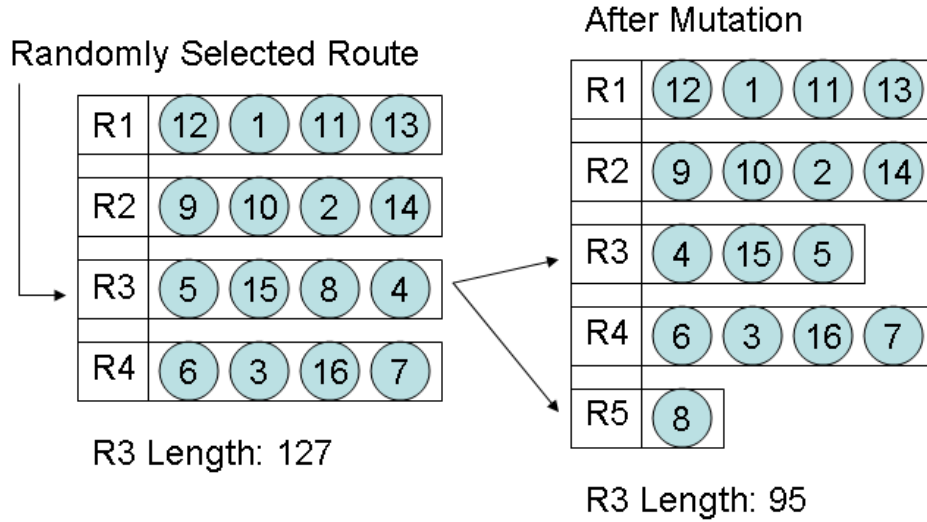 Randomly Selected Route
R1 12 1 11 13
R2 9 10 2 14
R3 5 15 8 4
R4 6 3 16 7
R3 Length: 127
After Mutation
R1 12 1 11 13
R2 9 10 2 14
R3 4 15 5
R4 6 3 16 7
R5 8
R3 Length: 95